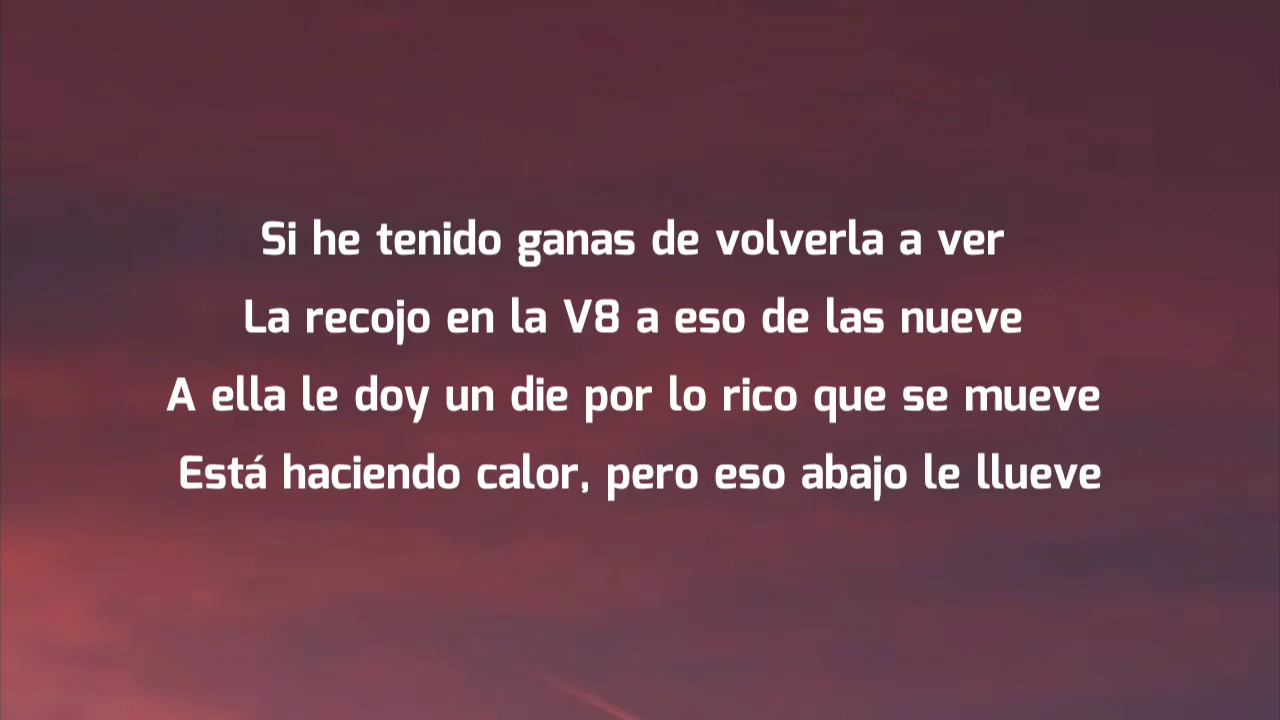 Si he tenido ganas de volverla a ver
La recojo en la V8 a eso de las nueve
A ella le doy un die por lo rico que se mueve
Está haciendo calor, pero eso abajo le llueve